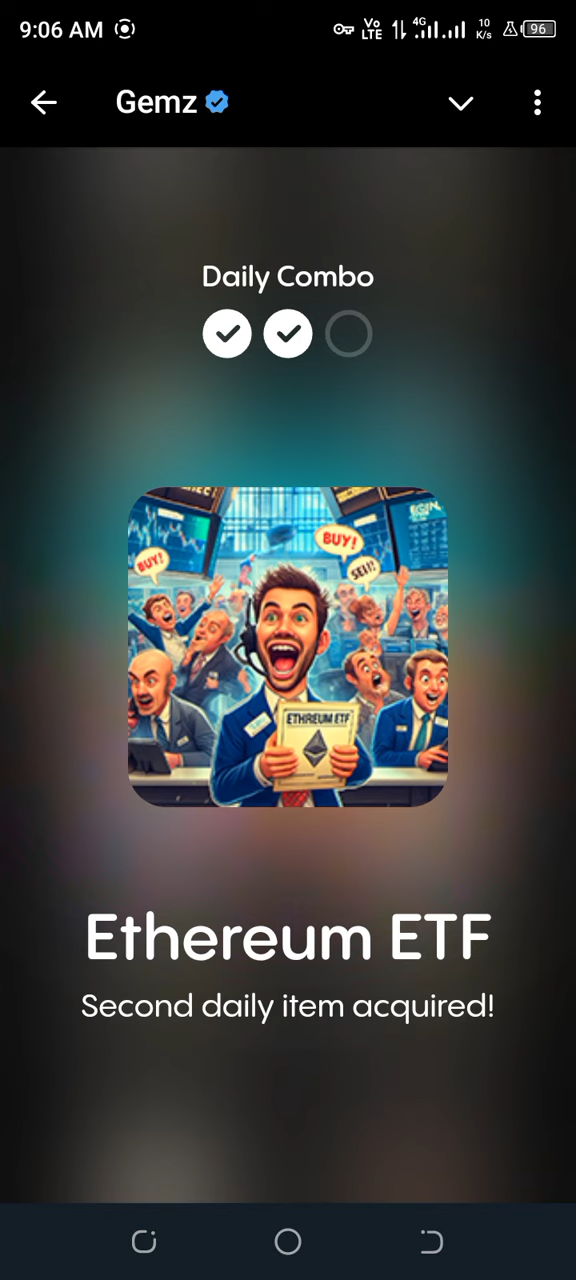 9:06 AM Vo LTE 4G 10 K/s 96
Gemz
Daily Combo
BUY!
BUY!
SELL!
ETHREUM ETF
Ethereum ETF
Second daily item acquired!